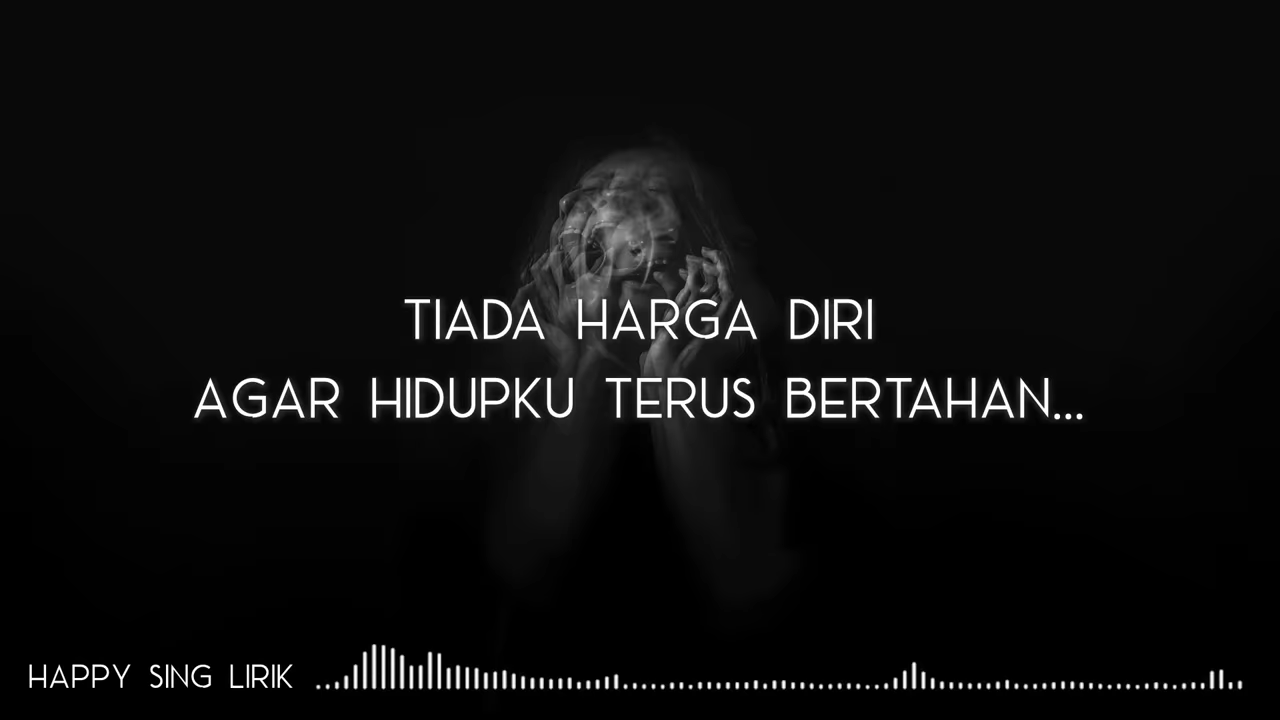 TIADA HARGA DIRI
AGAR HIDUPKU TERUS BERTAHAN...
HAPPY SING LIRIK